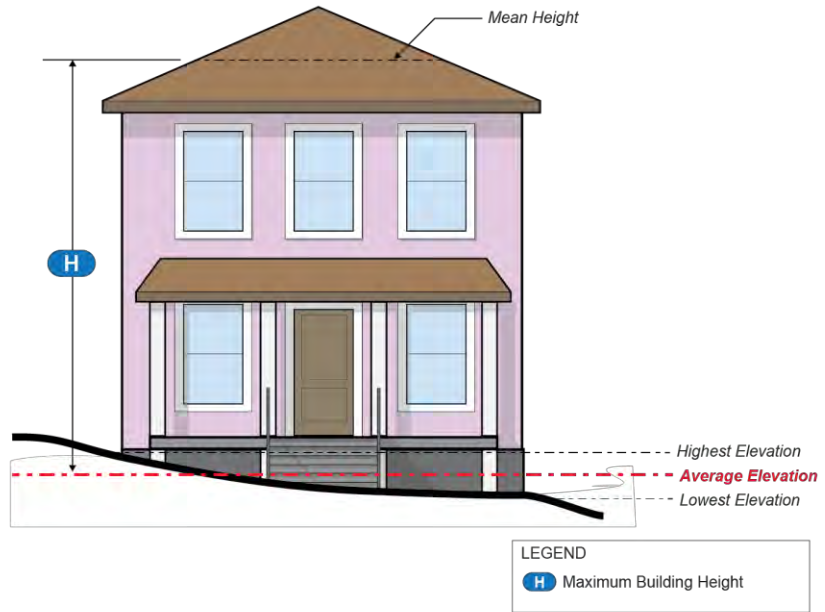 Mean Height
H
Highest Elevation
Average Elevation
Lowest Elevation
LEGEND
H Maximum Building Height